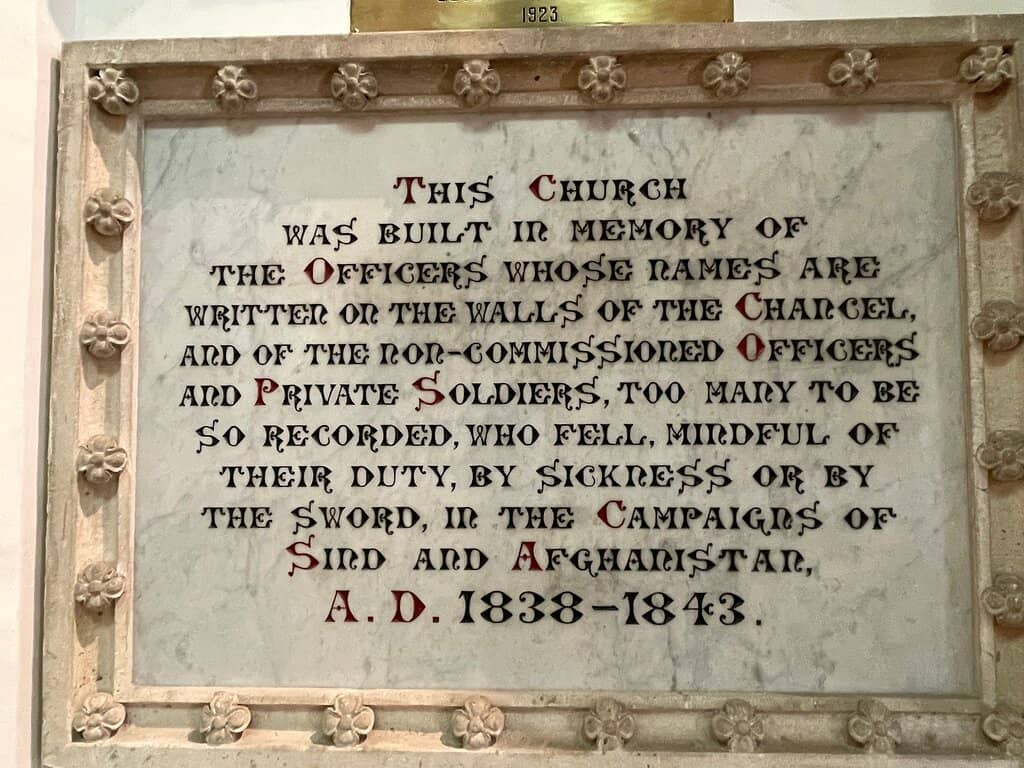 1923
This Church
was built in memory of
the Officers whose names are
written on the walls of the Chancel,
and of the non-commissioned Officers
and Private Soldiers, too many to be
so recorded, who fell, mindful of
their duty, by sickness or by
the sword, in the Campaigns of
Sind and Afghanistan,
A.D. 1838–1843.